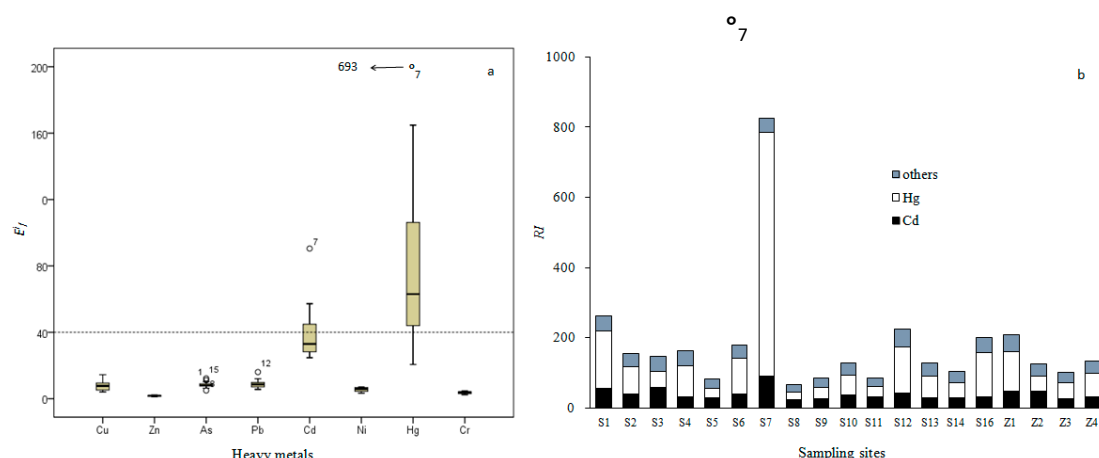 7
693
7
a
200
160
0
80
40
0
7
1
15
8
12
Cu Zn As Pb Cd Ni Hg Cr
Heavy metals
b
1000
800
600
400
200
0
RI
others
Hg
Cd
S1 S2 S3 S4 S5 S6 S7 S8 S9 S10 S11 S12 S13 S14 S16 Z1 Z2 Z3 Z4
Sampling sites